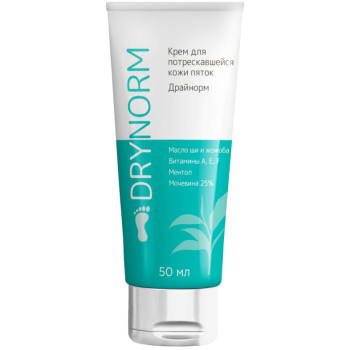 DRYNORM
Крем для
потрескавшейся
кожи пяток
Драйнорм
Масло ши и жожоба
Витамины А, Е, F
Ментол
Мочевина 25%
50 мл